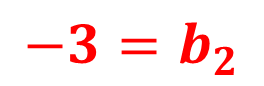 −3 = b₂